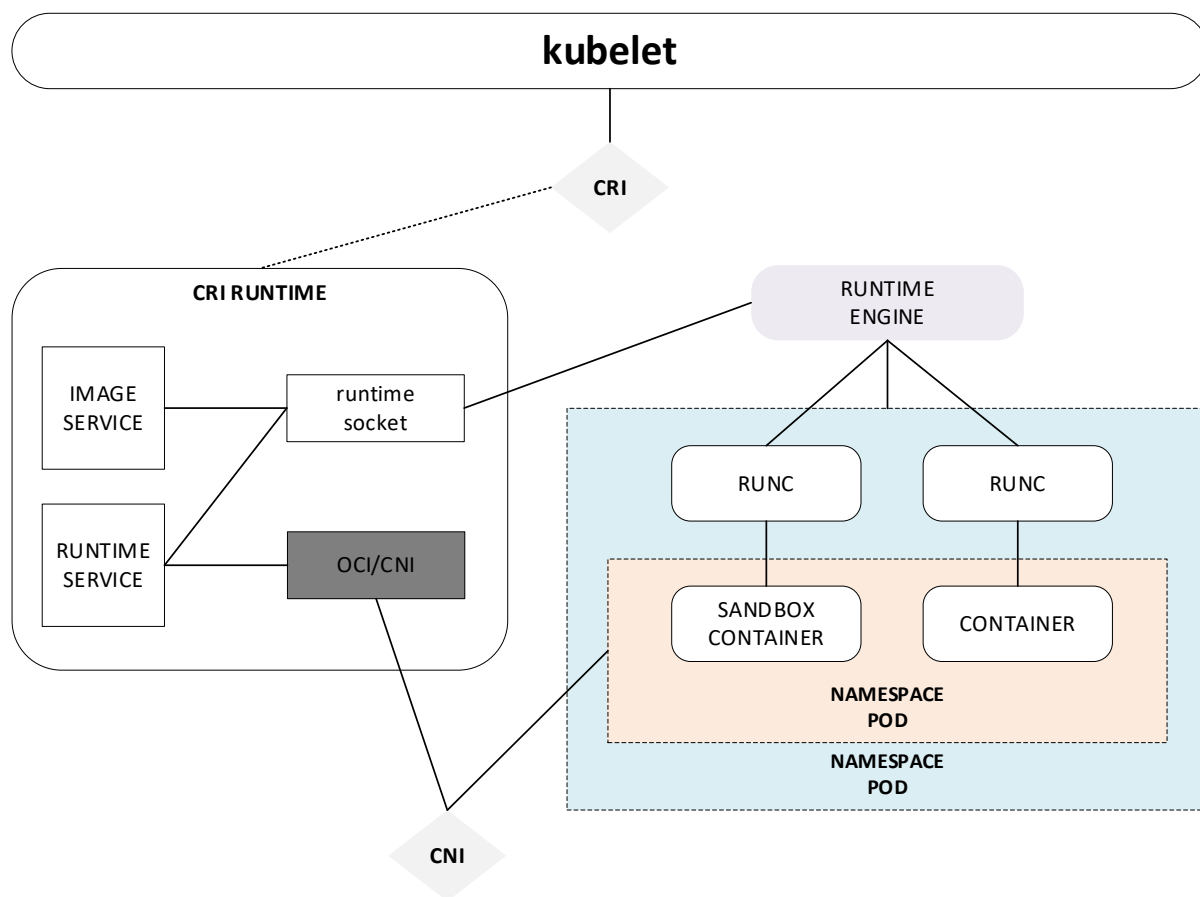 kubelet
CRI
CRI RUNTIME
IMAGE
SERVICE
runtime
socket
RUNTIME
SERVICE
OCI/CNI
RUNTIME
ENGINE
RUNC
RUNC
SANDBOX
CONTAINER
CONTAINER
NAMESPACE
POD
NAMESPACE
POD
CNI